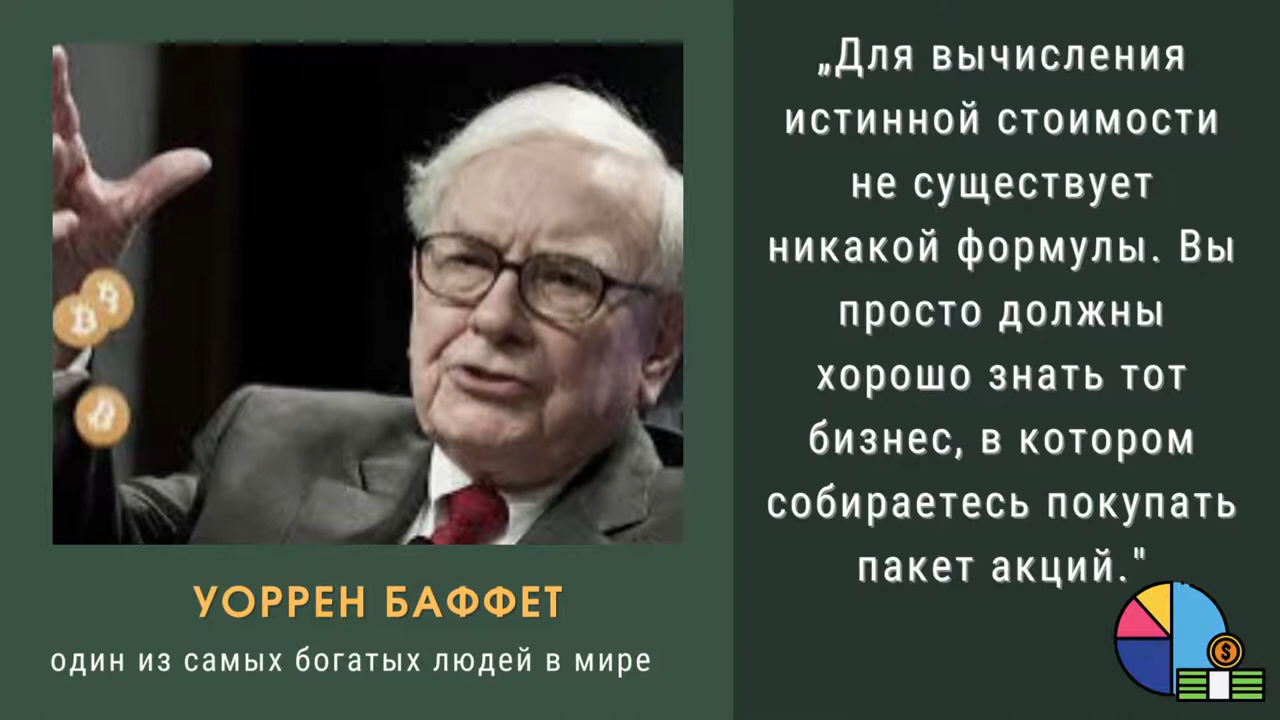 „Для вычисления
истинной стоимости
не существует
никакой формулы. Вы
просто должны
хорошо знать тот
бизнес, в котором
собираетесь покупать
пакет акций."
УОРРЕН БАФФЕТ
один из самых богатых людей в мире